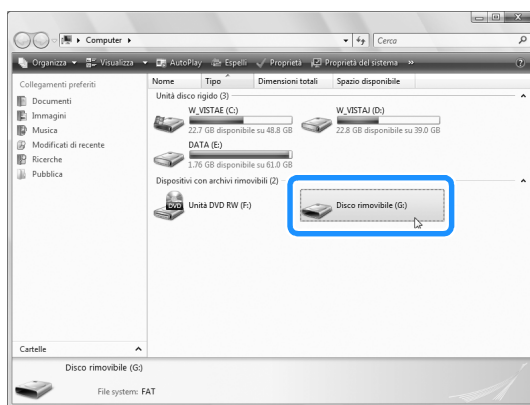 Computer
Cerca
Organizza Visualizza AutoPlay Espelli Proprietà Proprietà del sistema »
Collegamenti preferiti
Documenti
Immagini
Musica
Modificati di recente
Ricerche
Pubblica
Cartelle
Nome Tipo Dimensioni totali Spazio disponibile
Unità disco rigido (3)
W_VISTAE (C:)
22.7 GB disponibile su 48.8 GB
W_VISTAJ (D:)
22.8 GB disponibile su 39.0 GB
DATA (E:)
1.76 GB disponibile su 61.0 GB
Dispositivi con archivi rimovibili (2)
DVD
Unità DVD RW (F:)
Disco rimovibile (G:)
Disco rimovibile (G:)
File system: FAT